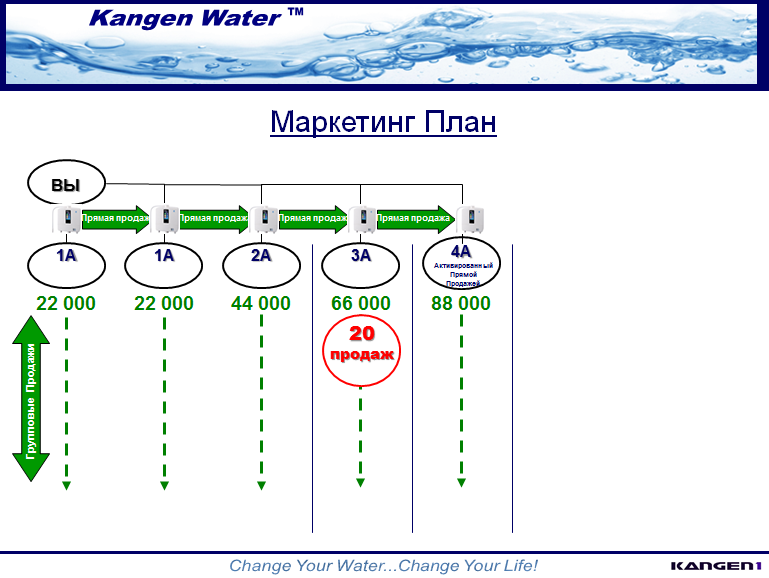 Kangen Water ™
Маркетинг План
ВЫ
Прямая продажа Прямая продажа Прямая продажа Прямая продажа
1А 1А 2А 3А 4А
Активированный
Прямой
Продажей
22 000 22 000 44 000 66 000 88 000
20
продаж
Групповые Продажи
Change Your Water...Change Your Life!
KANGEN1